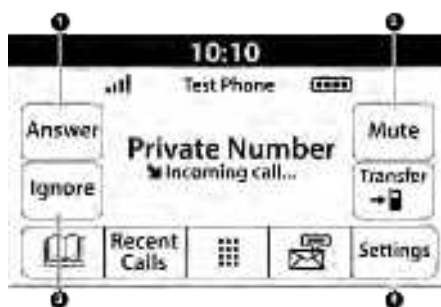 10:10
Test Phone
Answer
Mute
Private Number
Incoming call...
Ignore
Transfer
Recent
Calls
Settings